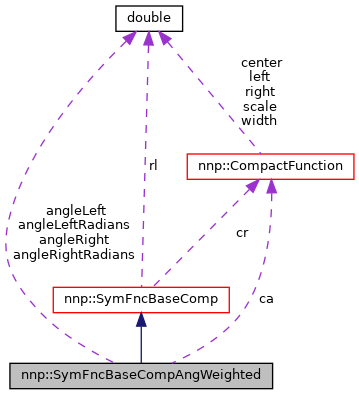 double
center
left
right
scale
width
nnp::CompactFunction
rl
angleLeft
angleLeftRadians
angleRight
angleRightRadians
cr
nnp::SymFncBaseComp
ca
nnp::SymFncBaseCompAngWeighted